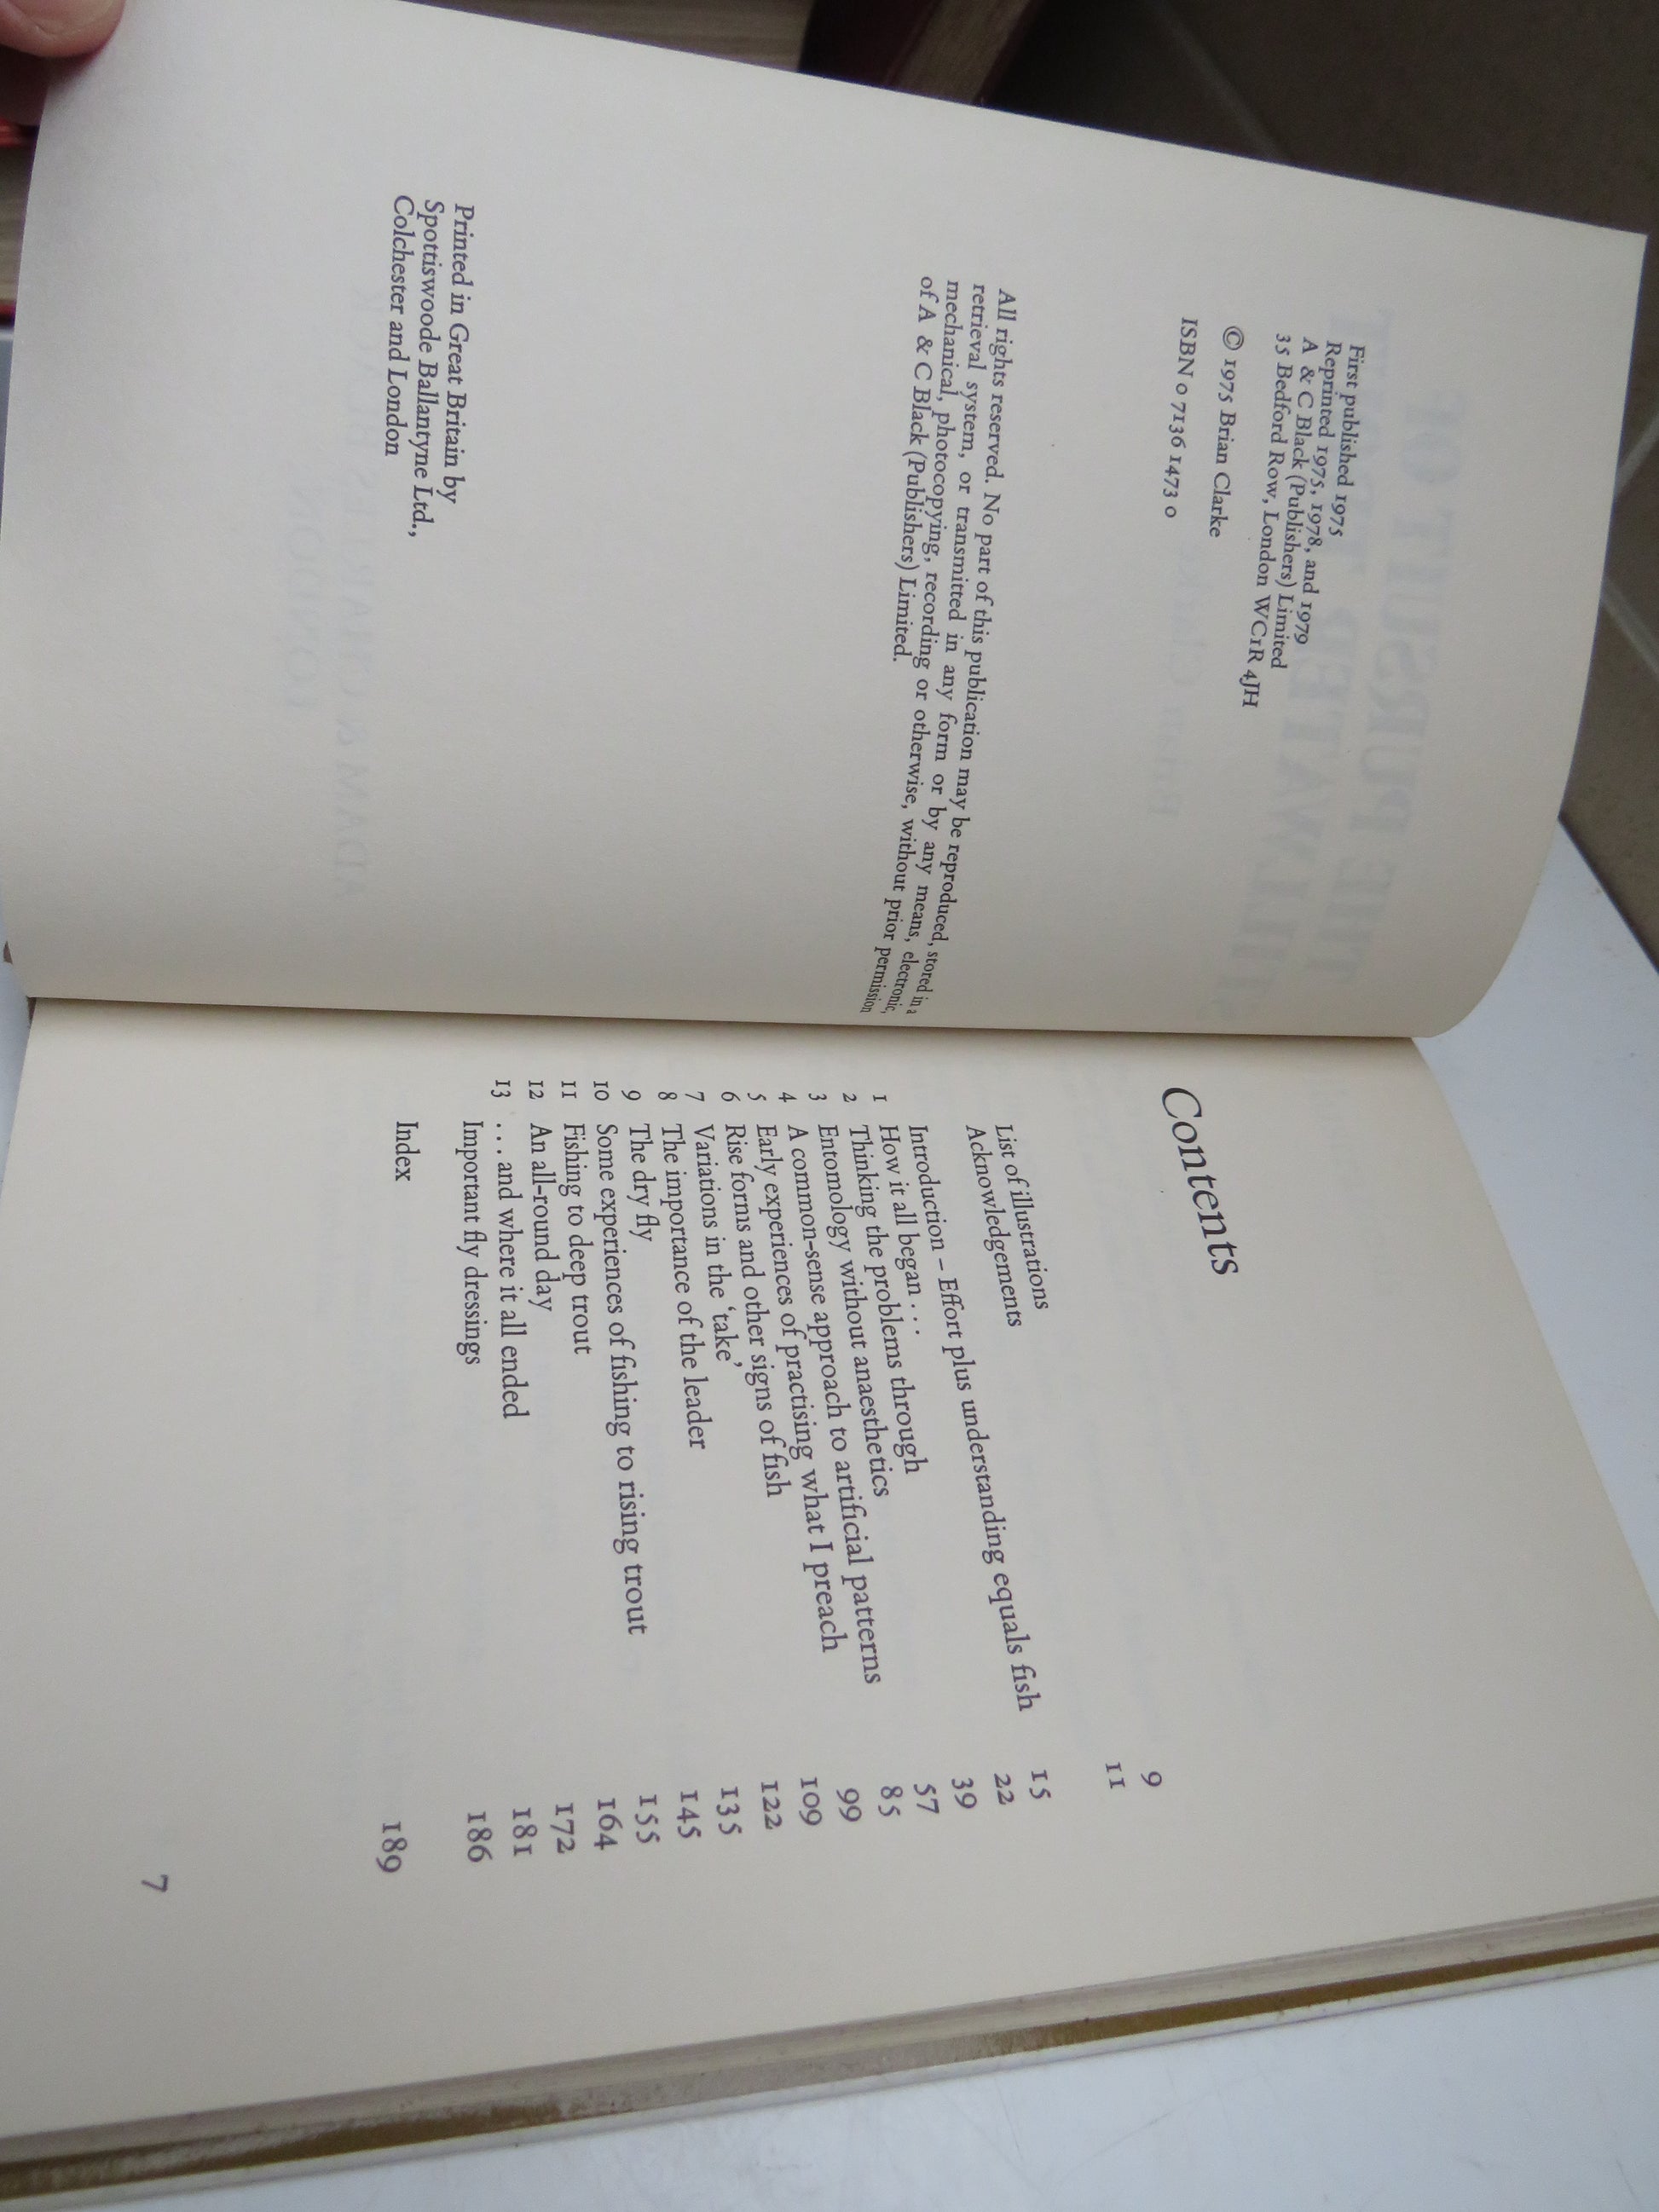 First published 1975
Reprinted 1975, 1978, and 1979
A & C Black (Publishers) Limited
35 Bedford Row, London WC1R 4JH
© 1975 Brian Clarke
ISBN 0 7136 1473 0
All rights reserved. No part of this publication may be reproduced, stored in a
retrieval system, or transmitted in any form or by any means, electronic,
mechanical, photocopying, recording or otherwise, without prior permission
of A & C Black (Publishers) Limited.
Printed in Great Britain by
Spottiswoode Ballantyne Ltd.,
Colchester and London
Contents
List of illustrations 9
Acknowledgements 11
Introduction – Effort plus understanding equals fish 15
1 How it all began . . . 22
2 Thinking the problems through 39
3 Entomology without anaesthetics 57
4 A common-sense approach to artificial patterns 85
5 Early experiences of practising what I preach 99
6 Rise forms and other signs of fish 109
7 Variations in the ‘take’ 122
8 The importance of the leader 135
9 The dry fly 145
10 Some experiences of fishing to rising trout 155
11 Fishing to deep trout 164
12 An all-round day 172
13 . . . and where it all ended 181
Important fly dressings 186
Index 189
7